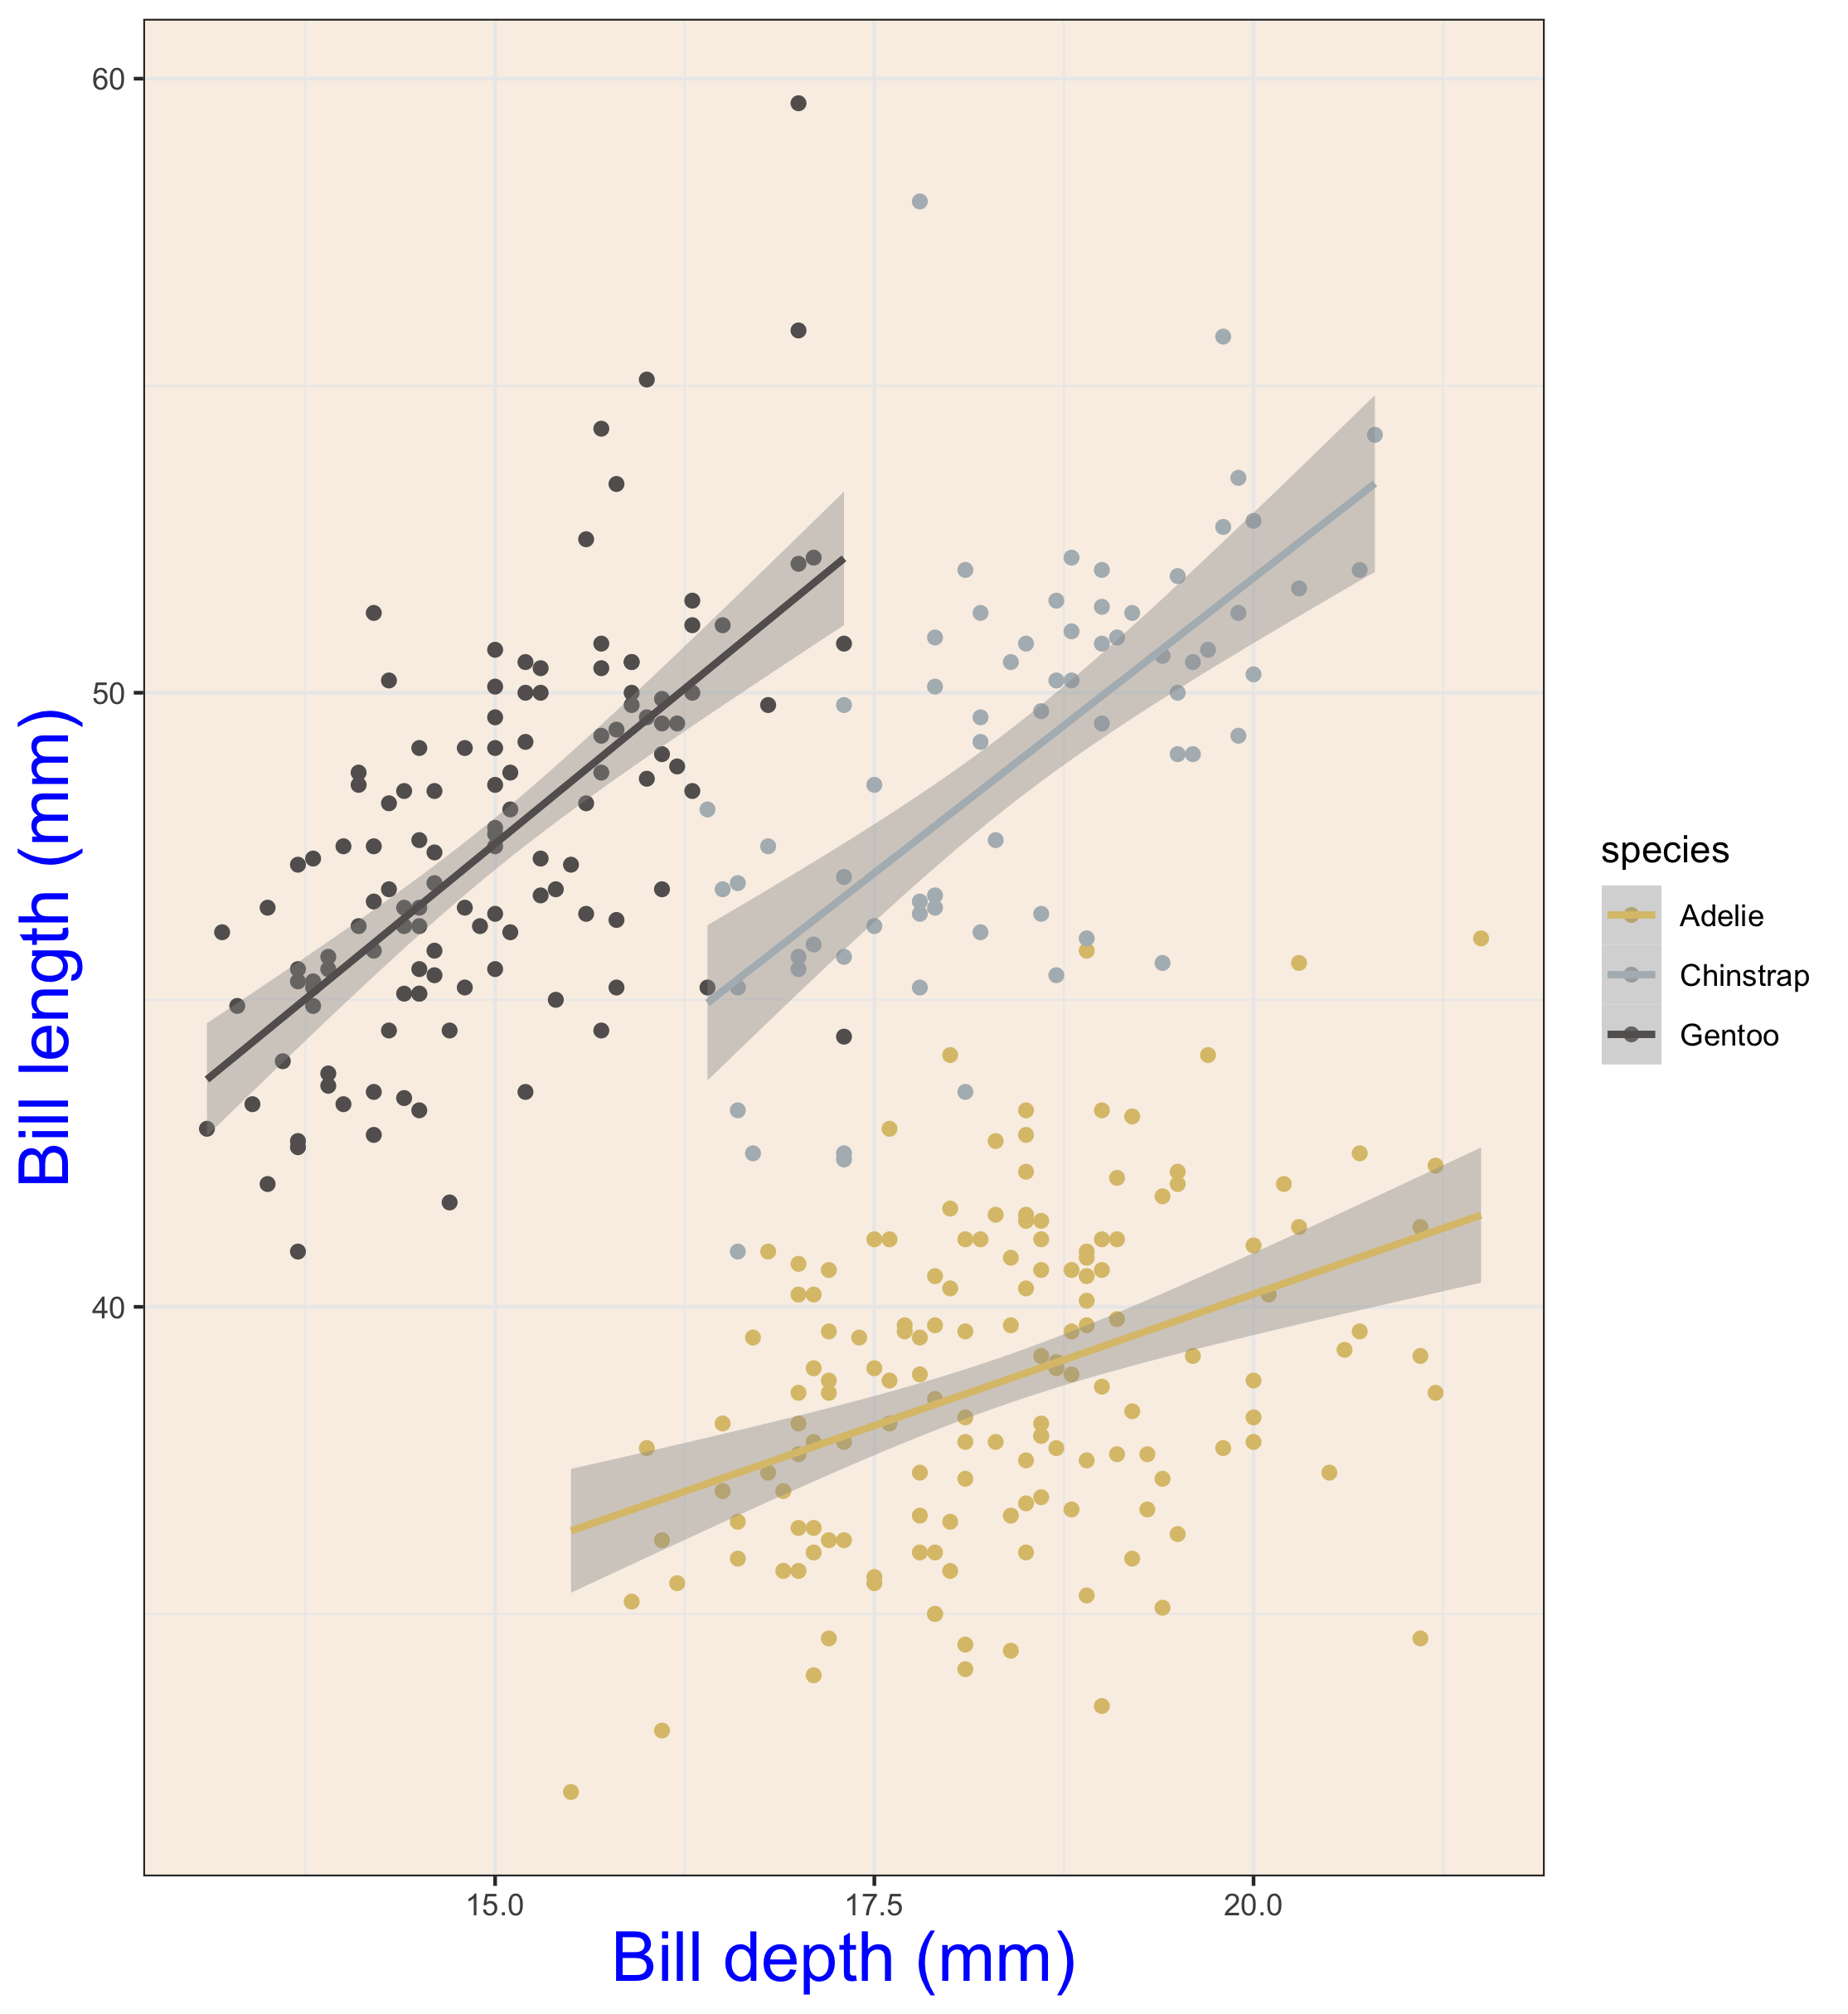 60
50
40
Bill length (mm)
15.0 17.5 20.0
Bill depth (mm)
species
Adelie
Chinstrap
Gentoo